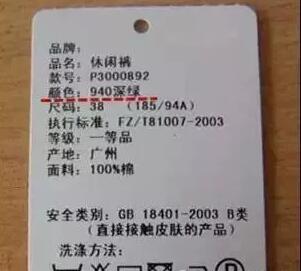 品牌:
品名: 休闲裤
款号: P3000892
颜色: 940深绿
尺码: 38 (185/94A)
执行标准: FZ/T81007-2003
等级: 一等品
产地: 广州
面料: 100%棉
安全类别: GB 18401-2003 B类
(直接接触皮肤的产品)
洗涤方法: